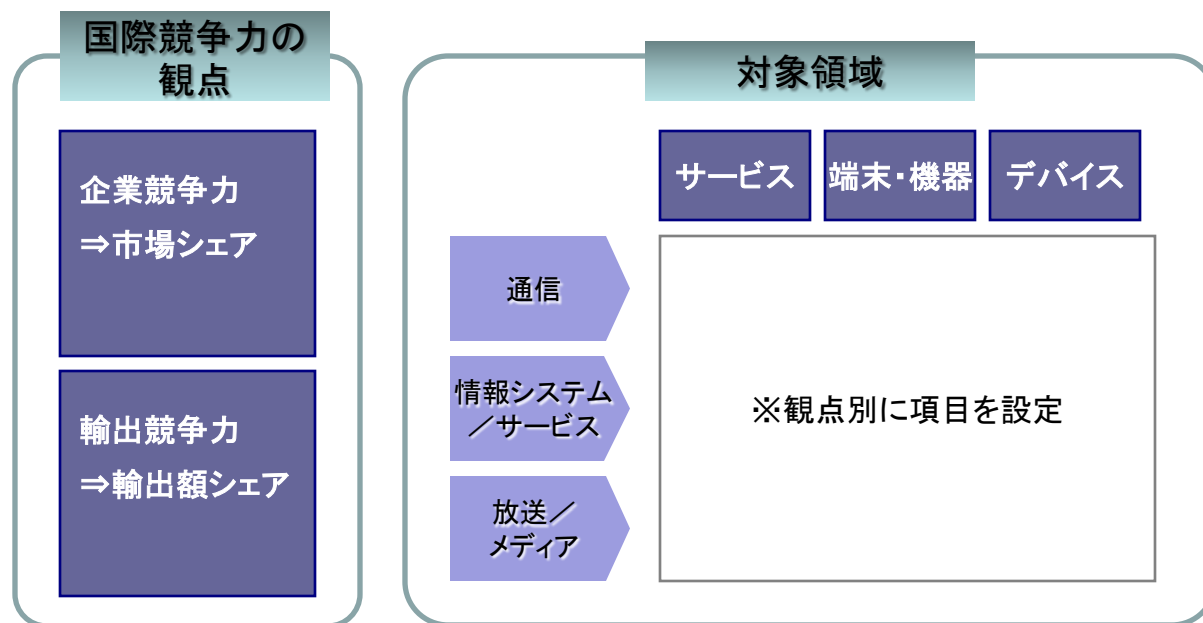 国際競争力の
観点
企業競争力
⇒市場シェア
輸出競争力
⇒輸出額シェア
対象領域
サービス
端末・機器
デバイス
通信
情報システム
／サービス
放送／
メディア
※観点別に項目を設定